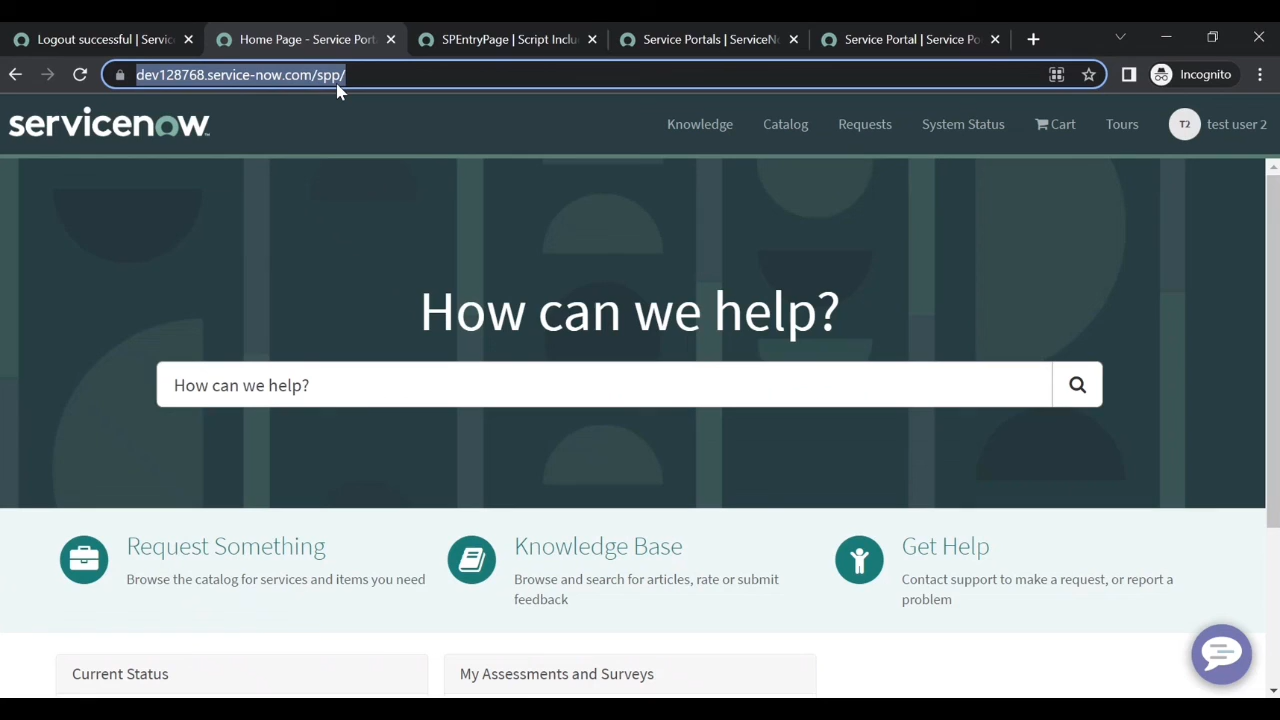 Logout successful | Servic
Home Page - Service Port
SPEntryPage | Script Inclu
Service Portals | ServiceN
Service Portal | Service Po
dev128768.service-now.com/spp/
Incognito
servicenow
Knowledge
Catalog
Requests
System Status
Cart
Tours
T2
test user 2
How can we help?
How can we help?
Request Something
Browse the catalog for services and items you need
Knowledge Base
Browse and search for articles, rate or submit
feedback
Get Help
Contact support to make a request, or report a
problem
Current Status
My Assessments and Surveys